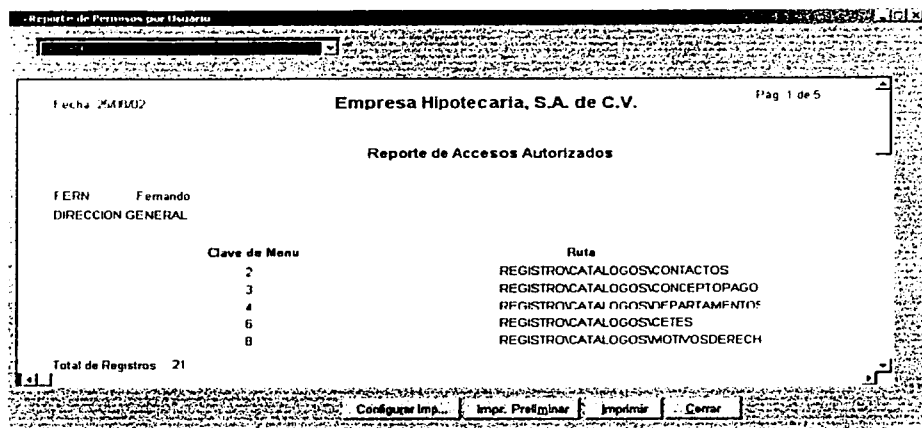 Reporte de Permisos por Usuario
Fecha 25/08/02 Empresa Hipotecaria, S.A. de C.V. Pag 1 de 5
Reporte de Accesos Autorizados
FERN Fernando
DIRECCION GENERAL
Clave de Menu Ruta
2 REGISTRO\CATALOGOS\CONTACTOS
3 REGISTRO\CATALOGOS\CONCEPTOPAGO
4 REGISTRO\CATALOGOS\DEPARTAMENTOS
6 REGISTRO\CATALOGOS\CETES
8 REGISTRO\CATALOGOS\MOTIVOSDERECH
Total de Registros 21
Configurar Imp... Impr. Preliminar Imprimir Cerrar